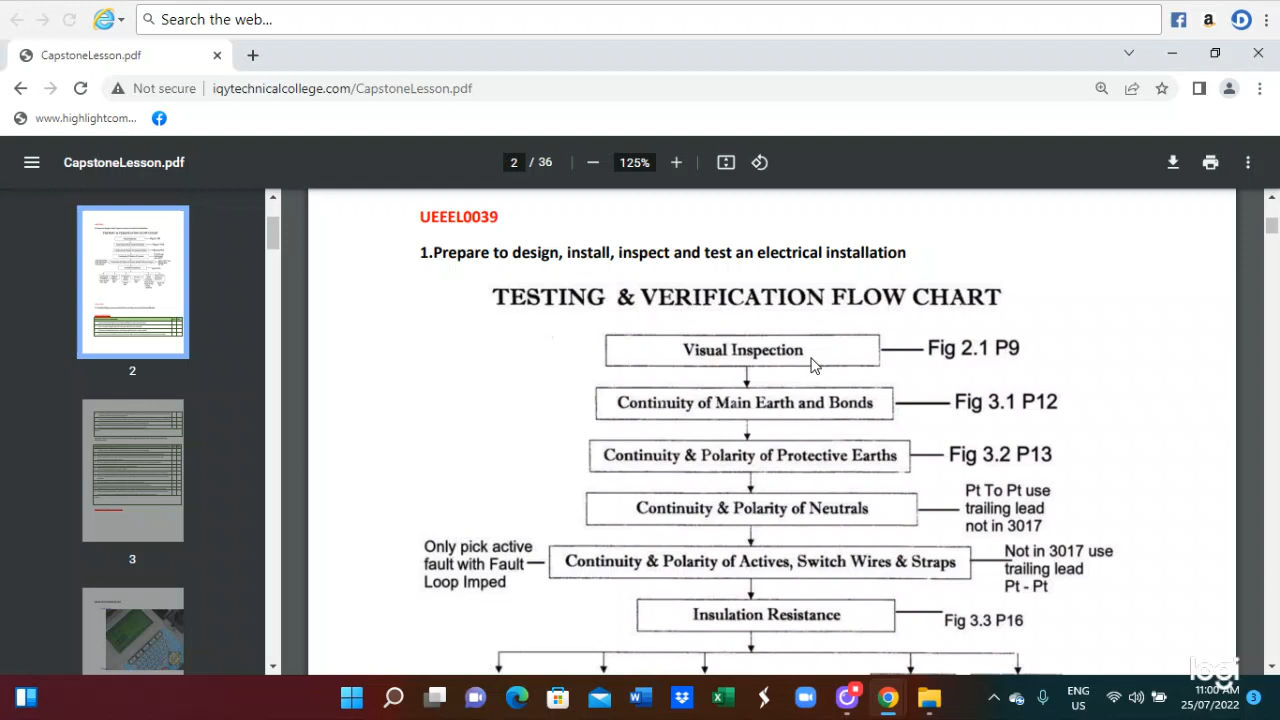 Search the web...
CapstoneLesson.pdf
Not secure
iqytechnicalcollege.com/CapstoneLesson.pdf
www.highlightcom...
CapstoneLesson.pdf
2 / 36
125%
2
3
UEEEL0039
1.Prepare to design, install, inspect and test an electrical installation
TESTING & VERIFICATION FLOW CHART
Visual Inspection
Fig 2.1 P9
Continuity of Main Earth and Bonds
Fig 3.1 P12
Continuity & Polarity of Protective Earths
Fig 3.2 P13
Continuity & Polarity of Neutrals
Pt To Pt use
trailing lead
not in 3017
Only pick active
fault with Fault
Loop Imped
Continuity & Polarity of Actives, Switch Wires & Straps
Not in 3017 use
trailing lead
Pt - Pt
Insulation Resistance
Fig 3.3 P16
logi
ENG
US
11:00 AM
25/07/2022
3